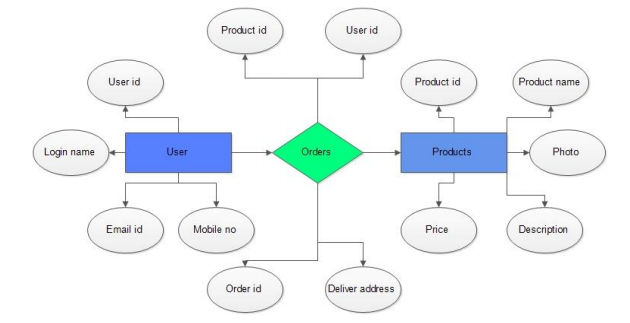 Product id
User id
User id
Product id
Product name
Login name
User
Orders
Products
Photo
Email id
Mobile no
Price
Description
Order id
Deliver address